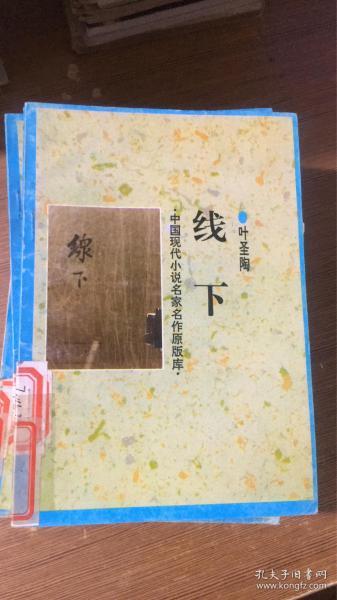 叶圣陶
线下
·中国现代小说名家名作原版库·
線下
孔夫子旧书网
www.kongfz.com